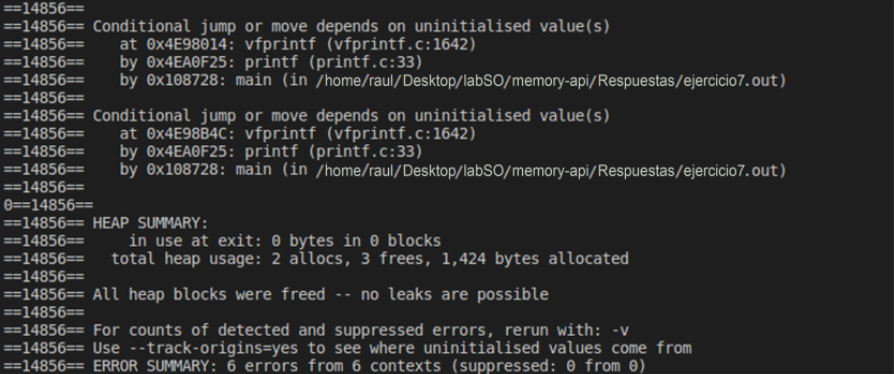 ==14856==
==14856== Conditional jump or move depends on uninitialised value(s)
==14856==    at 0x4E98014: vfprintf (vfprintf.c:1642)
==14856==    by 0x4EA0F25: printf (printf.c:33)
==14856==    by 0x108728: main (in /home/raul/Desktop/labSO/memory-api/Respuestas/ejercicio7.out)
==14856==
==14856== Conditional jump or move depends on uninitialised value(s)
==14856==    at 0x4E98B4C: vfprintf (vfprintf.c:1642)
==14856==    by 0x4EA0F25: printf (printf.c:33)
==14856==    by 0x108728: main (in /home/raul/Desktop/labSO/memory-api/Respuestas/ejercicio7.out)
==14856==
0==14856==
==14856== HEAP SUMMARY:
==14856==     in use at exit: 0 bytes in 0 blocks
==14856==   total heap usage: 2 allocs, 3 frees, 1,424 bytes allocated
==14856==
==14856== All heap blocks were freed -- no leaks are possible
==14856==
==14856== For counts of detected and suppressed errors, rerun with: -v
==14856== Use --track-origins=yes to see where uninitialised values come from
==14856== ERROR SUMMARY: 6 errors from 6 contexts (suppressed: 0 from 0)